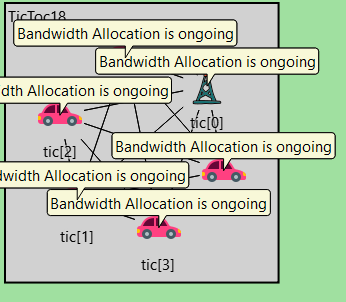 TicToc18
Bandwidth Allocation is ongoing
Bandwidth Allocation is ongoing
dth Allocation is ongoing
tic[0]
Bandwidth Allocation is ongoing
tic[2]
dwidth Allocation is ongoing
Bandwidth Allocation is ongoing
tic[1]
tic[3]